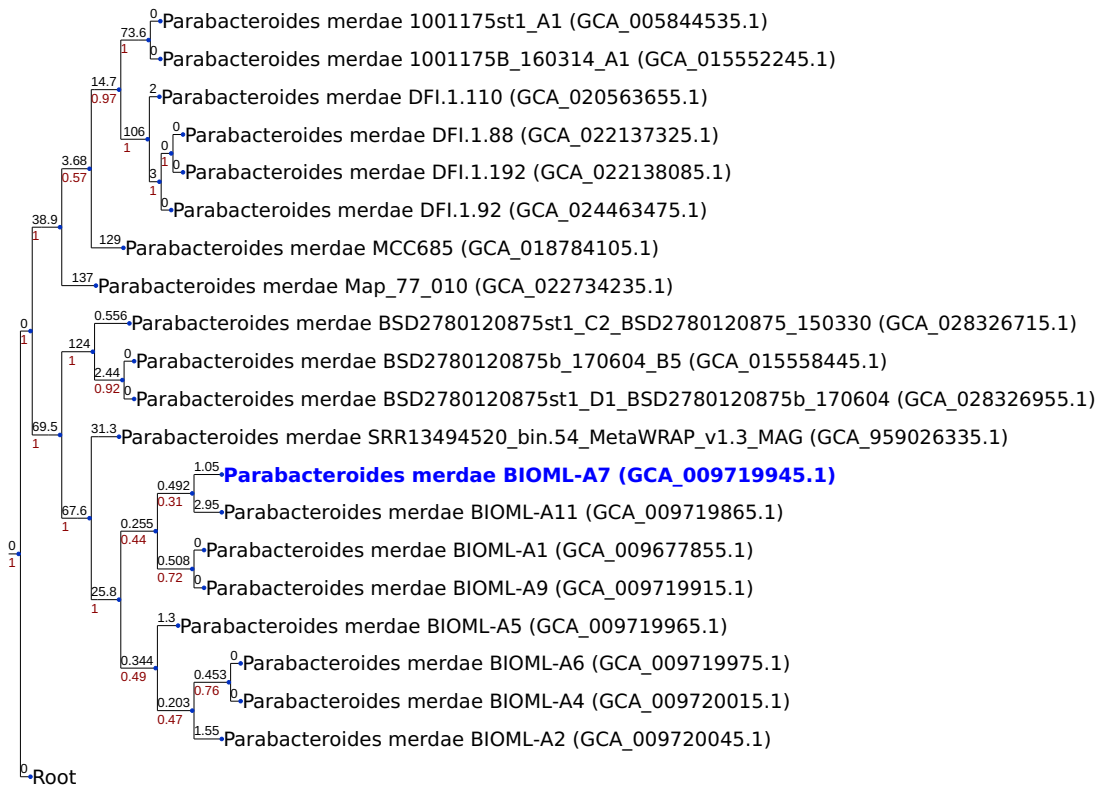 0
Parabacteroides merdae 1001175st1_A1 (GCA_005844535.1)
73.6
1
0
Parabacteroides merdae 1001175B_160314_A1 (GCA_015552245.1)
14.7
0.97
2
Parabacteroides merdae DFI.1.110 (GCA_020563655.1)
106
1
0
Parabacteroides merdae DFI.1.88 (GCA_022137325.1)
0
1
0
Parabacteroides merdae DFI.1.192 (GCA_022138085.1)
3
1
0
Parabacteroides merdae DFI.1.92 (GCA_024463475.1)
3.68
0.57
129
Parabacteroides merdae MCC685 (GCA_018784105.1)
38.9
1
137
Parabacteroides merdae Map_77_010 (GCA_022734235.1)
0
1
0.556
Parabacteroides merdae BSD2780120875st1_C2_BSD2780120875_150330 (GCA_028326715.1)
124
1
0
Parabacteroides merdae BSD2780120875b_170604_B5 (GCA_015558445.1)
2.44
0.92
0
Parabacteroides merdae BSD2780120875st1_D1_BSD2780120875b_170604 (GCA_028326955.1)
69.5
1
31.3
Parabacteroides merdae SRR13494520_bin.54_MetaWRAP_v1.3_MAG (GCA_959026335.1)
1.05
Parabacteroides merdae BIOML-A7 (GCA_009719945.1)
0.492
0.31
2.95
Parabacteroides merdae BIOML-A11 (GCA_009719865.1)
67.6
1
0.255
0.44
0
Parabacteroides merdae BIOML-A1 (GCA_009677855.1)
0.508
0.72
0
Parabacteroides merdae BIOML-A9 (GCA_009719915.1)
0
1
25.8
1
1.3
Parabacteroides merdae BIOML-A5 (GCA_009719965.1)
0.344
0.49
0
Parabacteroides merdae BIOML-A6 (GCA_009719975.1)
0.453
0.76
0
Parabacteroides merdae BIOML-A4 (GCA_009720015.1)
0.203
0.47
1.55
Parabacteroides merdae BIOML-A2 (GCA_009720045.1)
0
Root